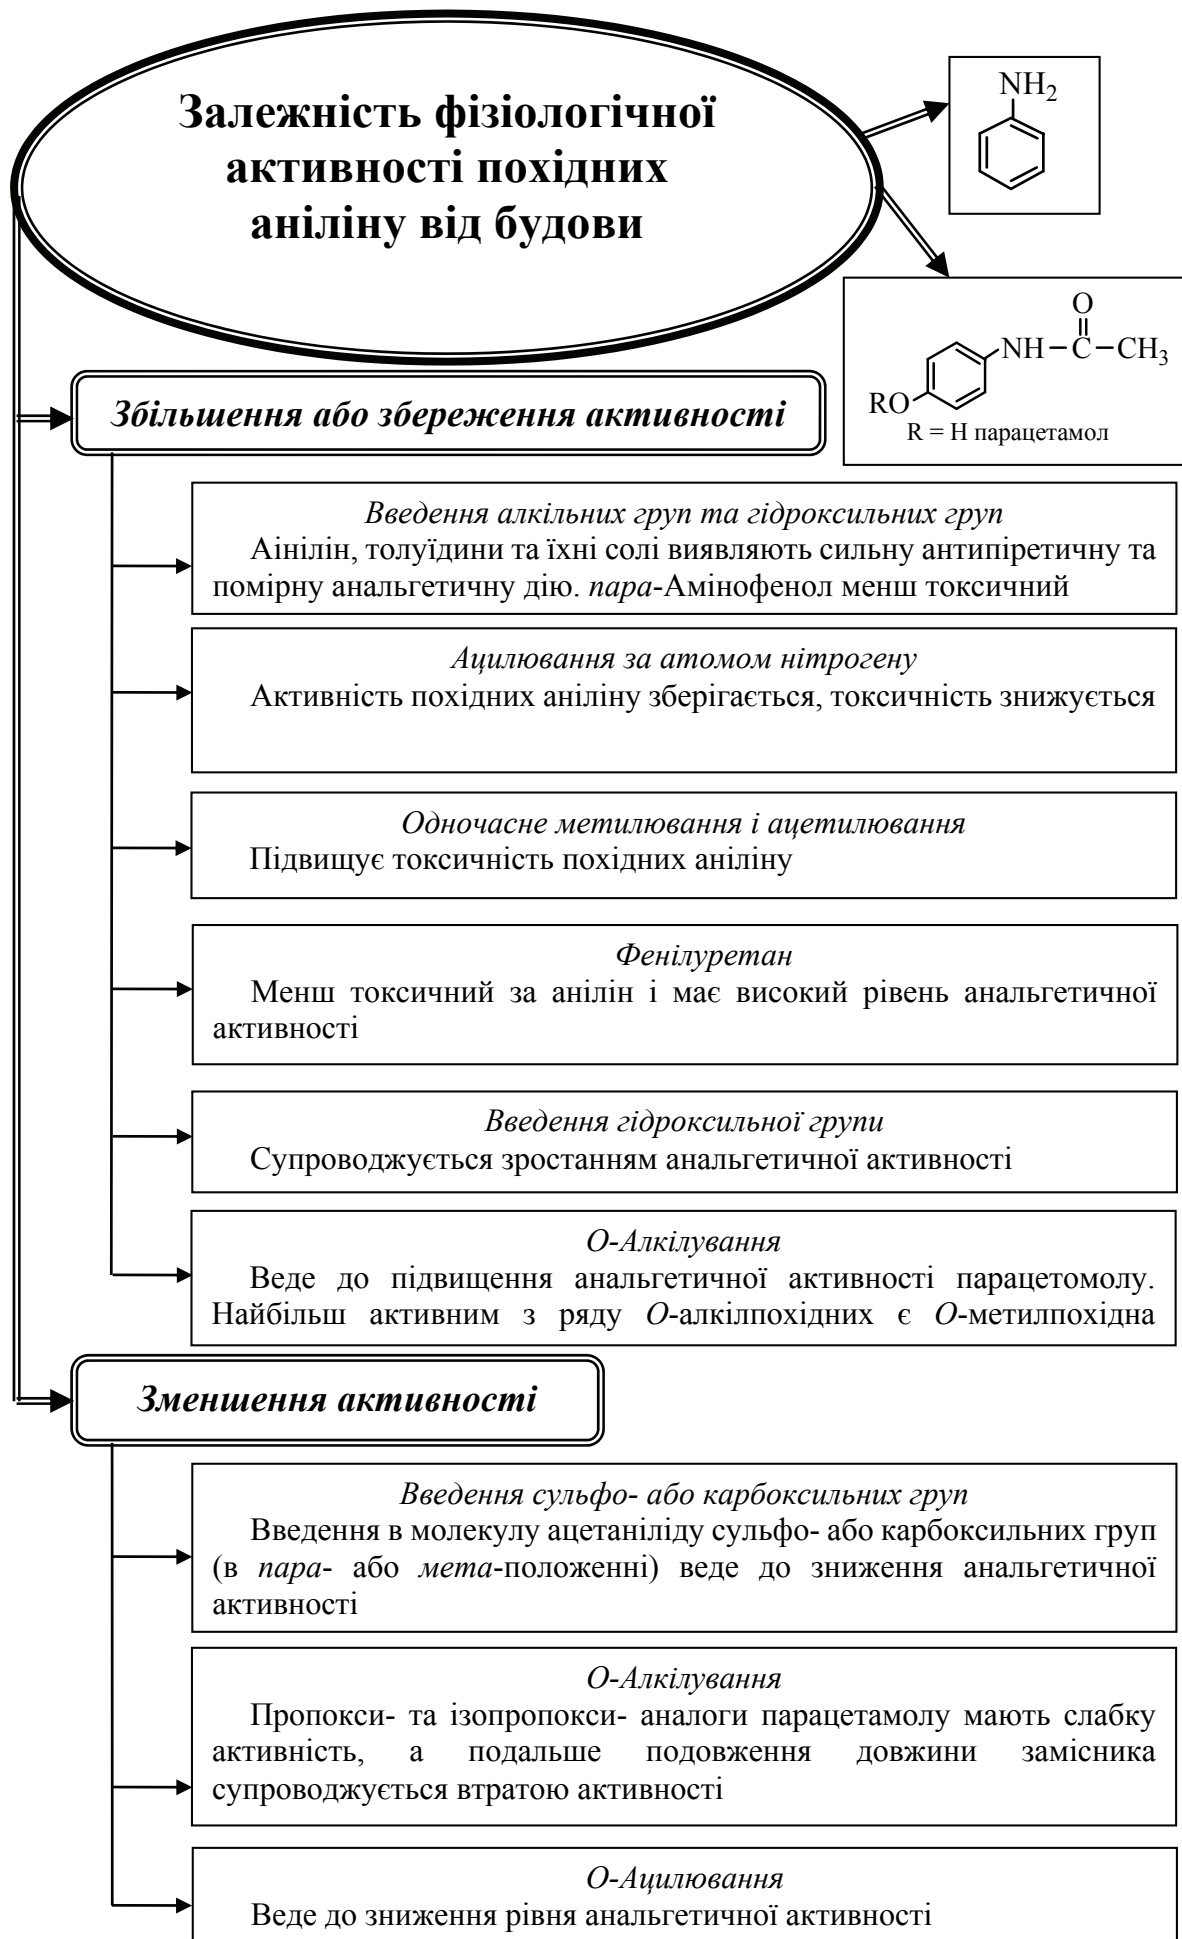 Залежність фізіологічної
активності похідних
аніліну від будови
NH2
O
NH–C–CH3
RO
R = H парацетамол
Збільшення або збереження активності
Введення алкільних груп та гідроксильних груп
Аінілін, толуїдини та їхні солі виявляють сильну антипіретичну та
помірну анальгетичну дію. пара-Амінофенол менш токсичний
Ацилювання за атомом нітрогену
Активність похідних аніліну зберігається, токсичність знижується
Одночасне метилювання і ацетилювання
Підвищує токсичність похідних аніліну
Фенілуретан
Менш токсичний за анілін і має високий рівень анальгетичної
активності
Введення гідроксильної групи
Супроводжується зростанням анальгетичної активності
О-Алкілування
Веде до підвищення анальгетичної активності парацетомолу.
Найбільш активним з ряду О-алкілпохідних є О-метилпохідна
Зменшення активності
Введення сульфо- або карбоксильних груп
Введення в молекулу ацетаніліду сульфо- або карбоксильних груп
(в пара- або мета-положенні) веде до зниження анальгетичної
активності
О-Алкілування
Пропокси- та ізопропокси- аналоги парацетамолу мають слабку
активність, а подальше подовження довжини замісника
супроводжується втратою активності
О-Ацилювання
Веде до зниження рівня анальгетичної активності